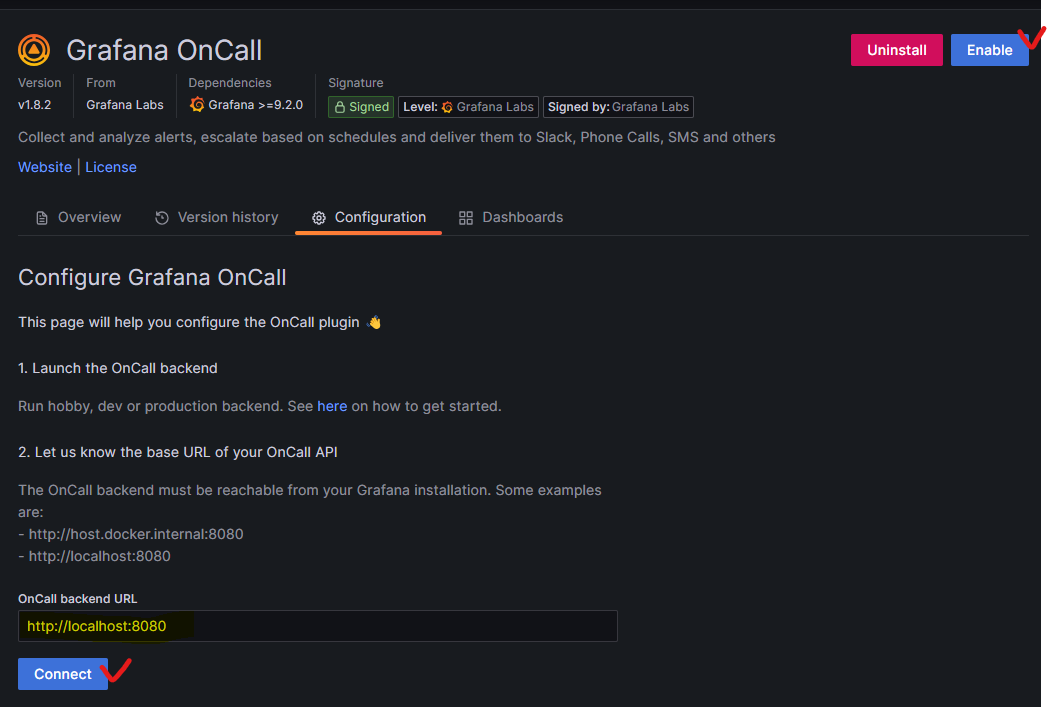 Grafana OnCall
Uninstall
Enable
Version From Dependencies Signature
v1.8.2 Grafana Labs Grafana >=9.2.0 Signed Level: Grafana Labs Signed by: Grafana Labs
Collect and analyze alerts, escalate based on schedules and deliver them to Slack, Phone Calls, SMS and others
Website | License
Overview Version history Configuration Dashboards
Configure Grafana OnCall
This page will help you configure the OnCall plugin 👋
1. Launch the OnCall backend
Run hobby, dev or production backend. See here on how to get started.
2. Let us know the base URL of your OnCall API
The OnCall backend must be reachable from your Grafana installation. Some examples
are:
- http://host.docker.internal:8080
- http://localhost:8080
OnCall backend URL
http://localhost:8080
Connect